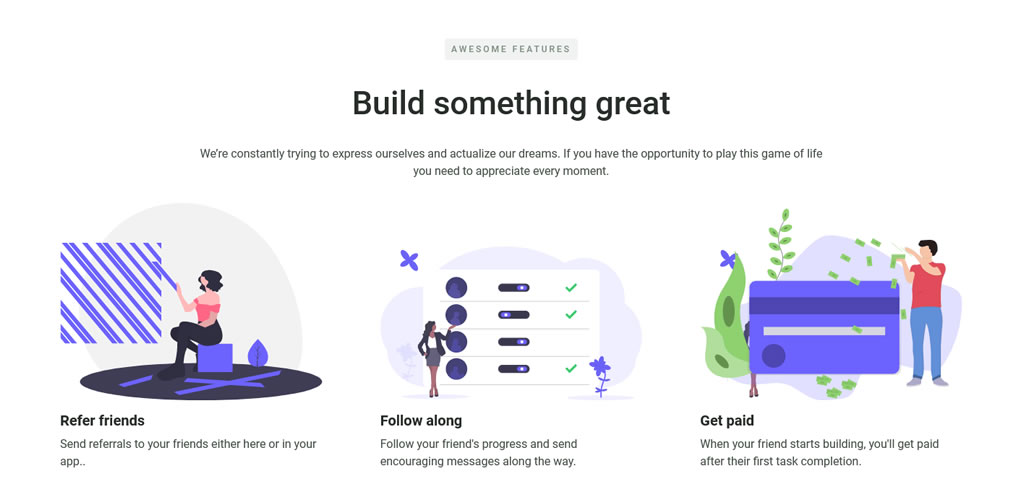 AWESOME FEATURES
Build something great
We’re constantly trying to express ourselves and actualize our dreams. If you have the opportunity to play this game of life
you need to appreciate every moment.
Refer friends
Send referrals to your friends either here or in your
app..
Follow along
Follow your friend's progress and send
encouraging messages along the way.
Get paid
When your friend starts building, you'll get paid
after their first task completion.